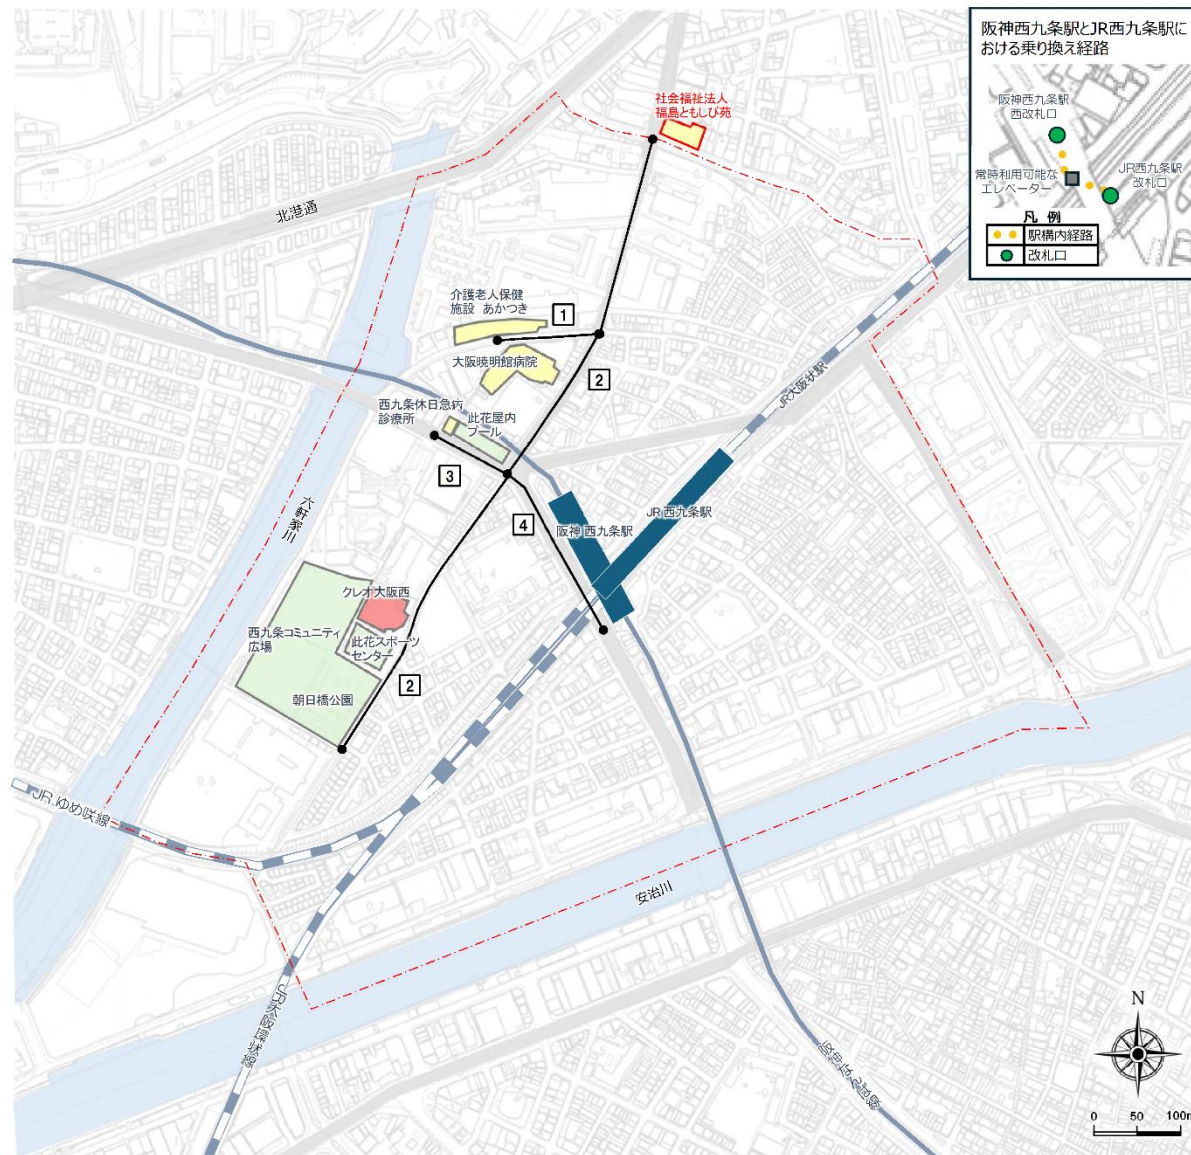 阪神西九条駅とJR西九条駅に
おける乗り換え経路
阪神西九条駅
西改札口
常時利用可能な
エレベーター
JR西九条駅
改札口
凡 例
駅構内経路
改札口
社会福祉法人
福島ともしび苑
北港通
介護老人保健
施設 あかつき
1
大阪暁明館病院
2
JR大阪状駅
西九条休日急病
診療所
此花屋内
プール
3
4
六軒家川
阪神 西九条駅
JR 西九条駅
クレオ大阪西
西九条コミュニティ
広場
此花スポーツ
センター
2
朝日橋公園
JR ゆめ咲線
安治川
JR大阪環状線
阪神なんば線
N
0 50 100m